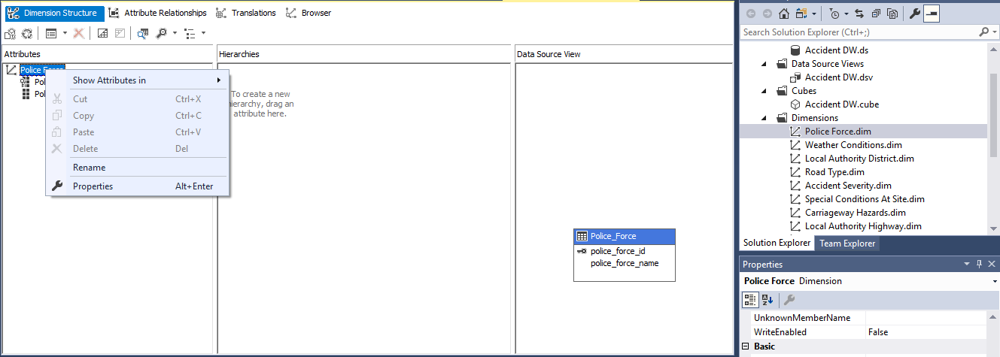 Dimension Structure Attribute Relationships Translations Browser
Attributes
Police
Pol
Po
Show Attributes in
Cut Ctrl+X
Copy Ctrl+C
Paste Ctrl+V
Delete Del
Rename
Properties Alt+Enter
Hierarchies
To create a new
hierarchy, drag an
attribute here.
Data Source View
Police_Force
police_force_id
police_force_name
Search Solution Explorer (Ctrl+;)
Accident DW.ds
Data Source Views
Accident DW.dsv
Cubes
Accident DW.cube
Dimensions
Police Force.dim
Weather Conditions.dim
Local Authority District.dim
Road Type.dim
Accident Severity.dim
Special Conditions At Site.dim
Carriageway Hazards.dim
Local Authority Highway.dim
Solution Explorer Team Explorer
Properties
Police Force Dimension
UnknownMemberName
WriteEnabled False
Basic